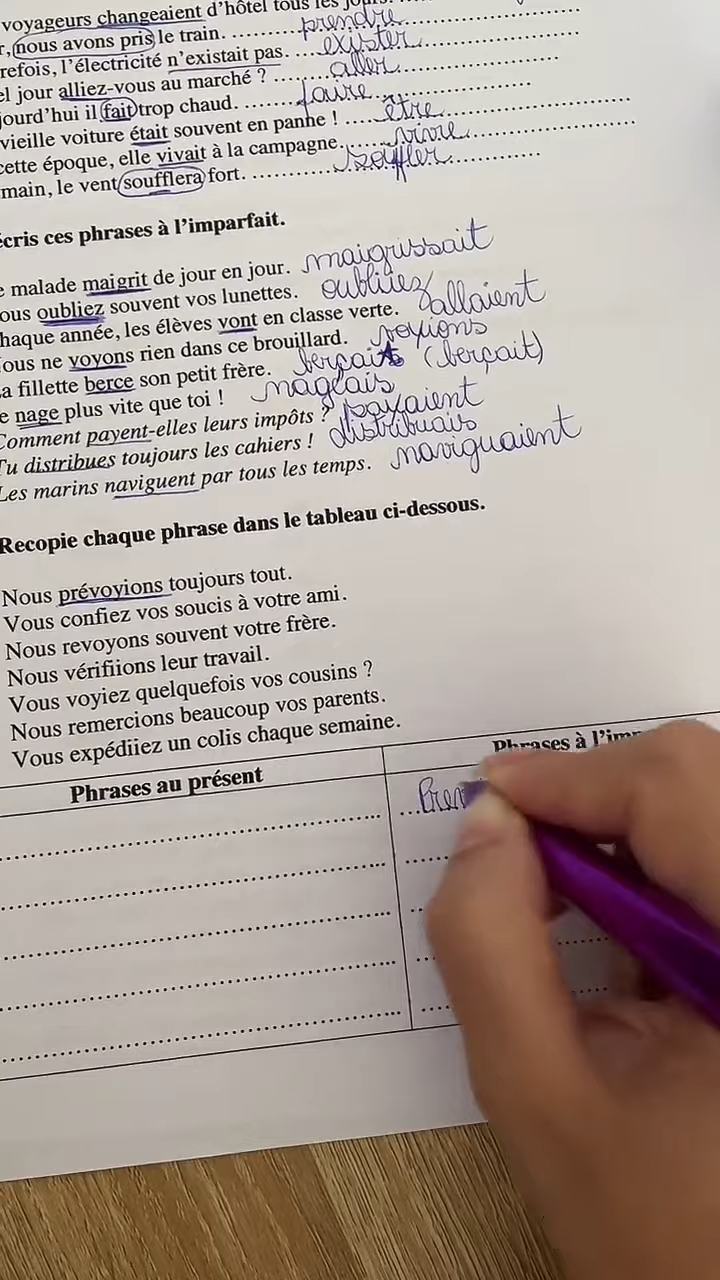 voyageurs changeaient d'hôtel tous les jours.
r, nous avons pris le train. prendre
refois, l'électricité n'existait pas. exister
el jour alliez-vous au marché ? aller
jourd'hui il fait trop chaud. faire
vieille voiture était souvent en panne ! être
cette époque, elle vivait à la campagne. vivre
main, le vent soufflera fort. souffler
écris ces phrases à l'imparfait.
e malade maigrit de jour en jour. maigrissait
ous oubliez souvent vos lunettes. oubliiez
haque année, les élèves vont en classe verte. allaient
ous ne voyons rien dans ce brouillard. voyions
a fillette berce son petit frère. berçait (berçait)
e nage plus vite que toi ! nageais
Comment payent-elles leurs impôts ? payaient
Tu distribues toujours les cahiers ! distribuais
Les marins naviguent par tous les temps. naviguaient
Recopie chaque phrase dans le tableau ci-dessous.
Nous prévoyions toujours tout.
Vous confiez vos soucis à votre ami.
Nous revoyons souvent votre frère.
Nous vérifiions leur travail.
Vous voyiez quelquefois vos cousins ?
Nous remercions beaucoup vos parents.
Vous expédiiez un colis chaque semaine.
Phrases au présent Phrases à l'imp